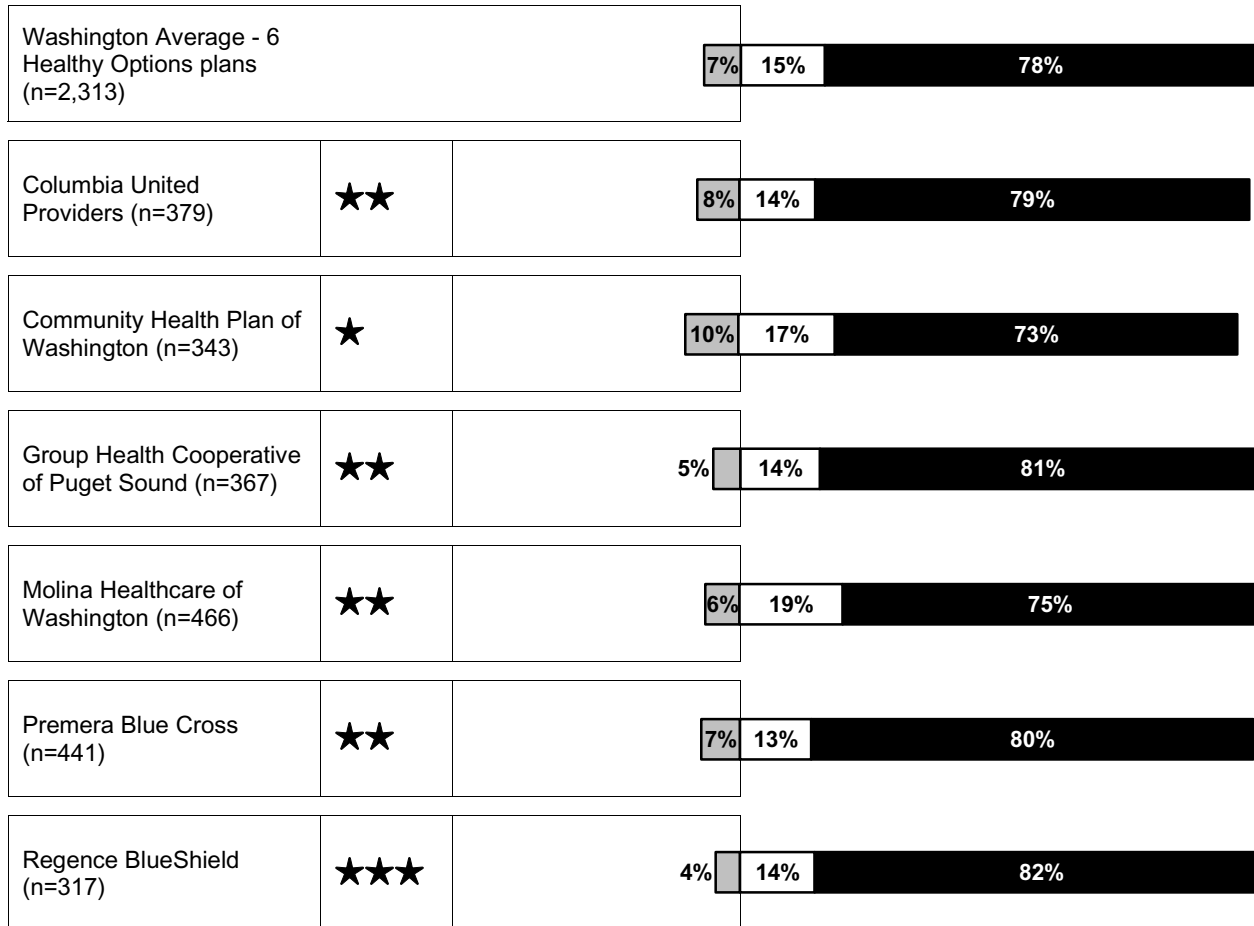 Washington Average - 6
Healthy Options plans
(n=2,313)
7% 15% 78%
Columbia United
Providers (n=379)
★★
8% 14% 79%
Community Health Plan of
Washington (n=343)
★
10% 17% 73%
Group Health Cooperative
of Puget Sound (n=367)
★★
5% 14% 81%
Molina Healthcare of
Washington (n=466)
★★
6% 19% 75%
Premera Blue Cross
(n=441)
★★
7% 13% 80%
Regence BlueShield
(n=317)
★★★
4% 14% 82%